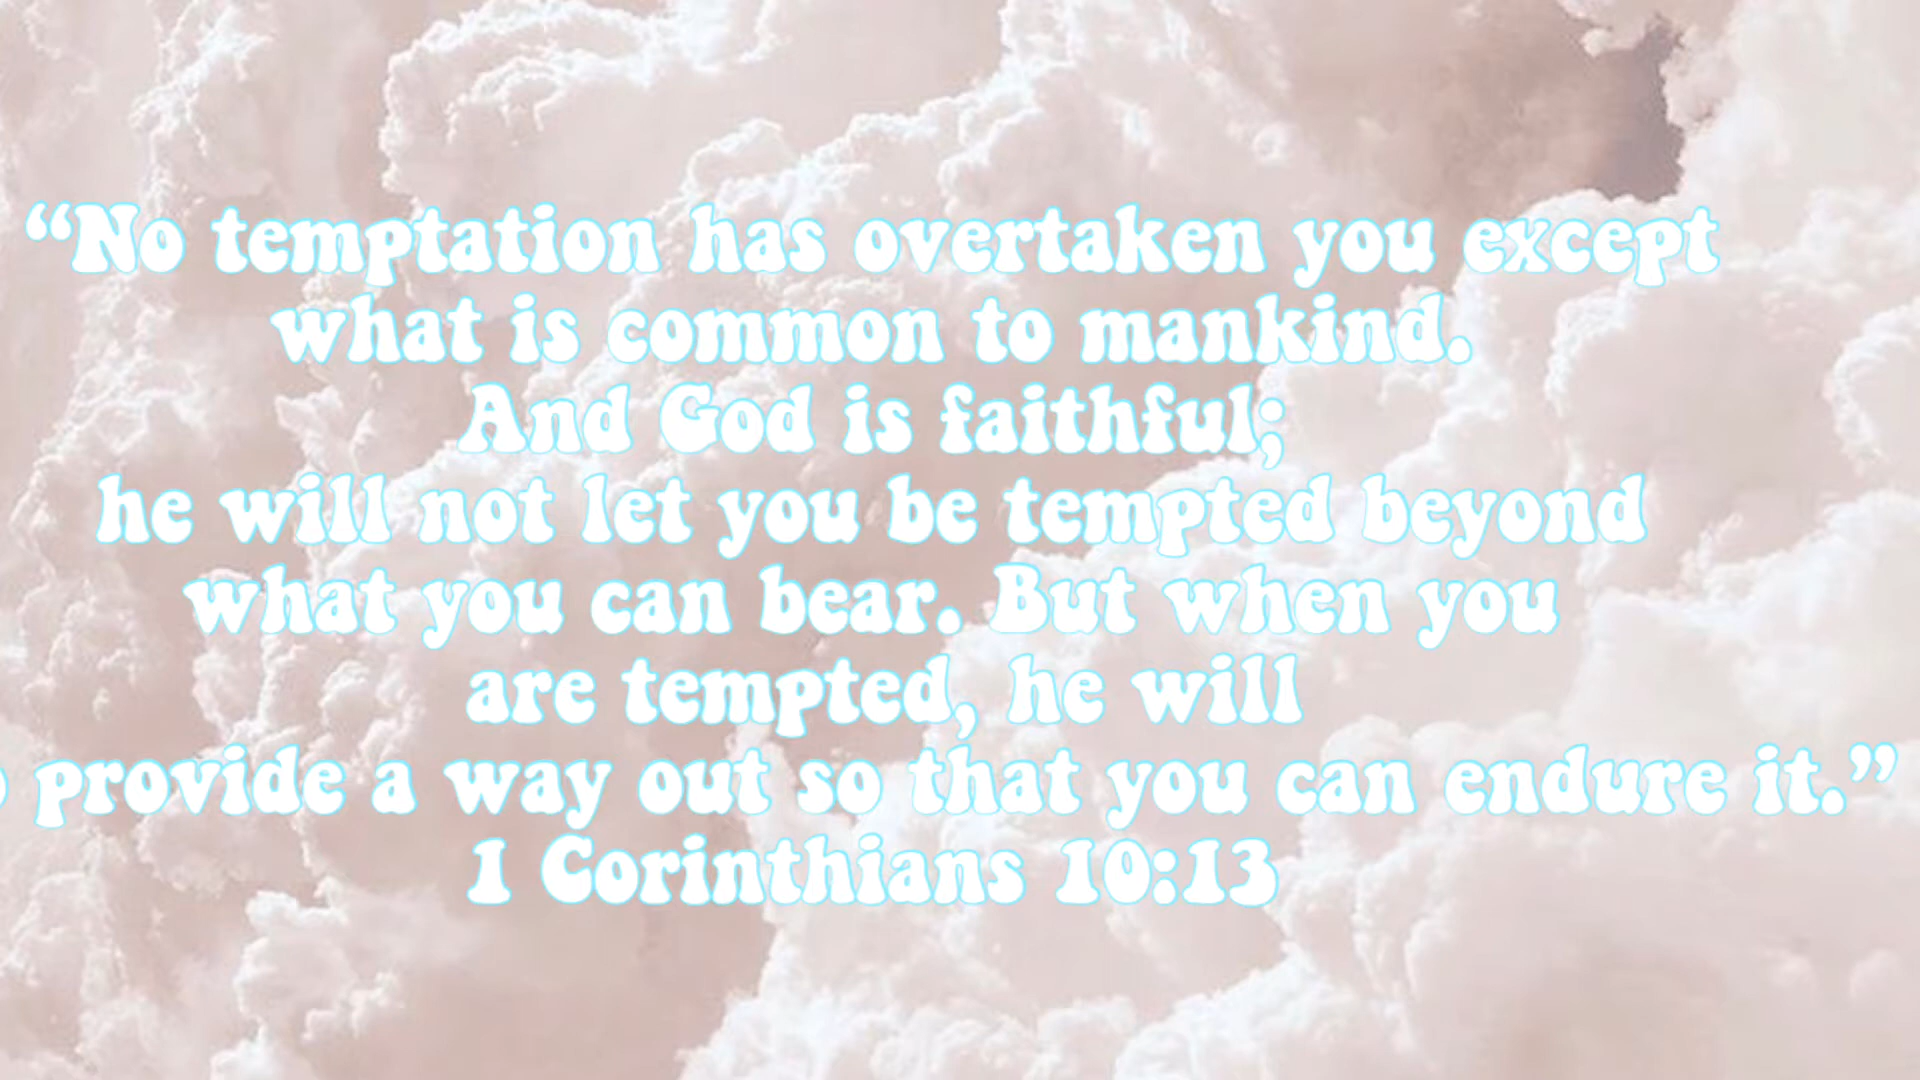 “No temptation has overtaken you except
what is common to mankind.
And God is faithful;
he will not let you be tempted beyond
what you can bear. But when you
are tempted, he will
provide a way out so that you can endure it.”
1 Corinthians 10:13